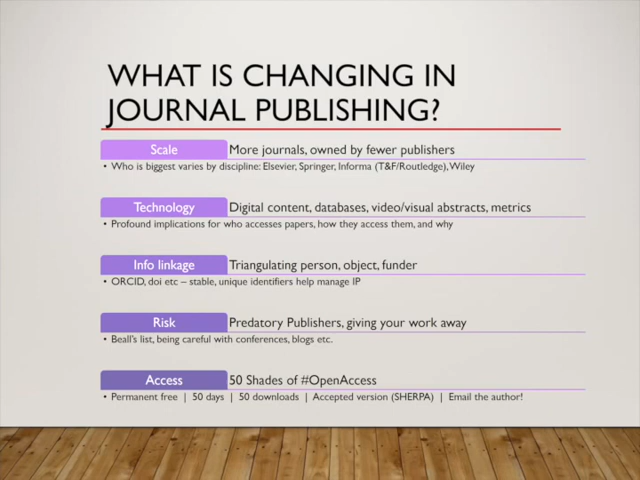 WHAT IS CHANGING IN
JOURNAL PUBLISHING?
Scale More journals, owned by fewer publishers
• Who is biggest varies by discipline: Elsevier, Springer, Informa (T&F/Routledge), Wiley
Technology Digital content, databases, video/visual abstracts, metrics
• Profound implications for who accesses papers, how they access them, and why
Info linkage Triangulating person, object, funder
• ORCID, doi etc – stable, unique identifiers help manage IP
Risk Predatory Publishers, giving your work away
• Beall's list, being careful with conferences, blogs etc.
Access 50 Shades of #OpenAccess
• Permanent free | 50 days | 50 downloads | Accepted version (SHERPA) | Email the author!